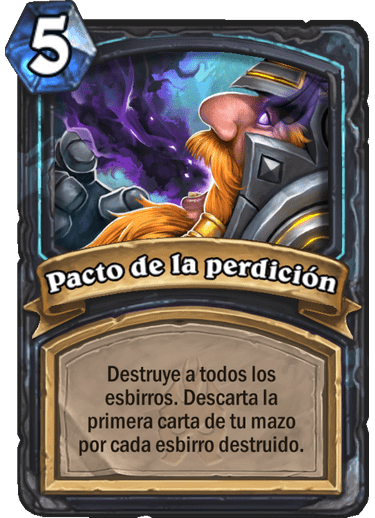 5
Pacto de la perdición
Destruye a todos los
esbirros. Descarta la
primera carta de tu mazo
por cada esbirro destruido.